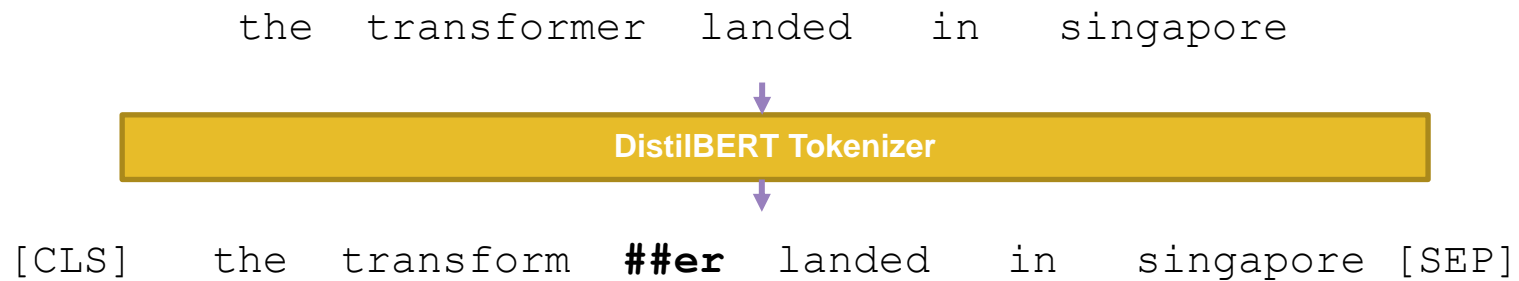 the transformer landed in singapore
DistilBERT Tokenizer
[CLS] the transform ##er landed in singapore [SEP]